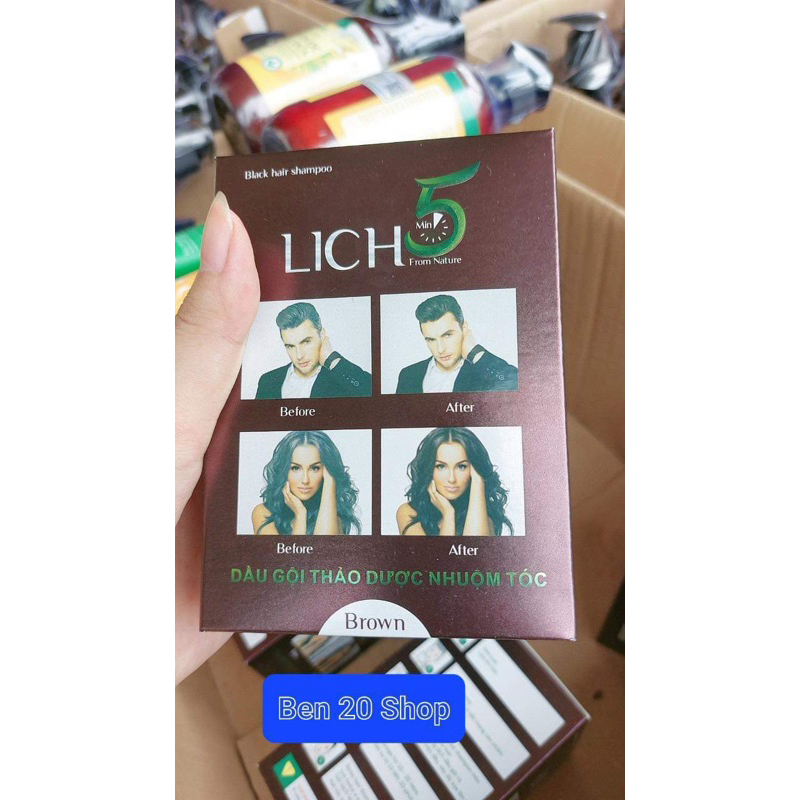 Black hair shampoo
LICH 5
Min
From Nature
Before
After
Before
After
DẦU GỘI THẢO DƯỢC NHUỘM TÓC
Brown
Ben 20 Shop